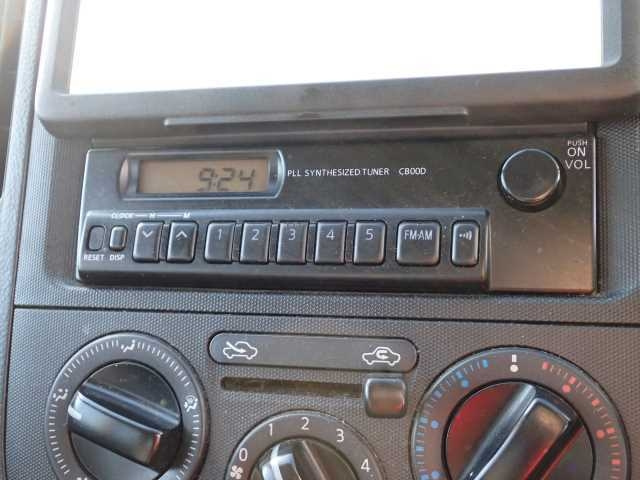 9:24
PLL SYNTHESIZED TUNER CB00D
PUSH
ON
VOL
CLOCK H M
RESET DISP
1 2 3 4 5 FM·AM
0 1 2 3 4